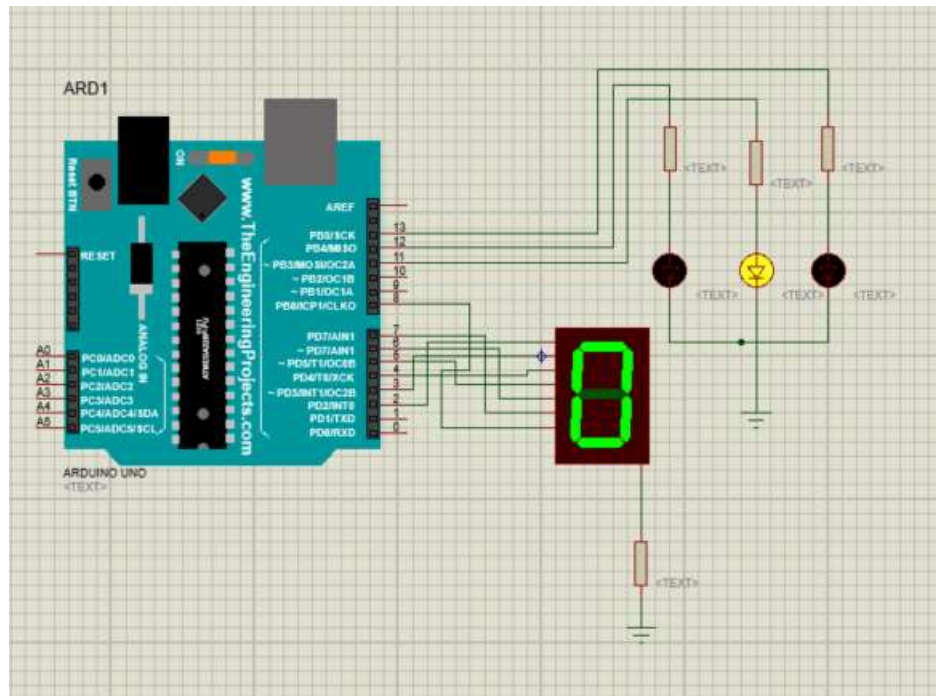 ARD1
Reset BTN
ON
www.TheEngineeringProjects.com
ANALOG IN
RESET
AREF
PB5/SCK
13
PB4/MISO
12
~ PB3/MOSI/OC2A
11
~ PB2/OC1B
10
~ PB1/OC1A
9
PB0/ICP1/CLKO
8
PD7/AIN1
7
~ PD7/AIN1
6
~ PD5/T1/OC0B
5
PD4/T0/XCK
4
~ PD3/INT1/OC2B
3
PD2/INT0
2
PD1/TXD
1
PD0/RXD
0
A0
PC0/ADC0
A1
PC1/ADC1
A2
PC2/ADC2
A3
PC3/ADC3
A4
PC4/ADC4/SDA
A5
PC5/ADC5/SCL
ARDUINO UNO
<TEXT>
<TEXT>
<TEXT>
<TEXT>
<TEXT>
<TEXT>
<TEXT>
0
<TEXT>